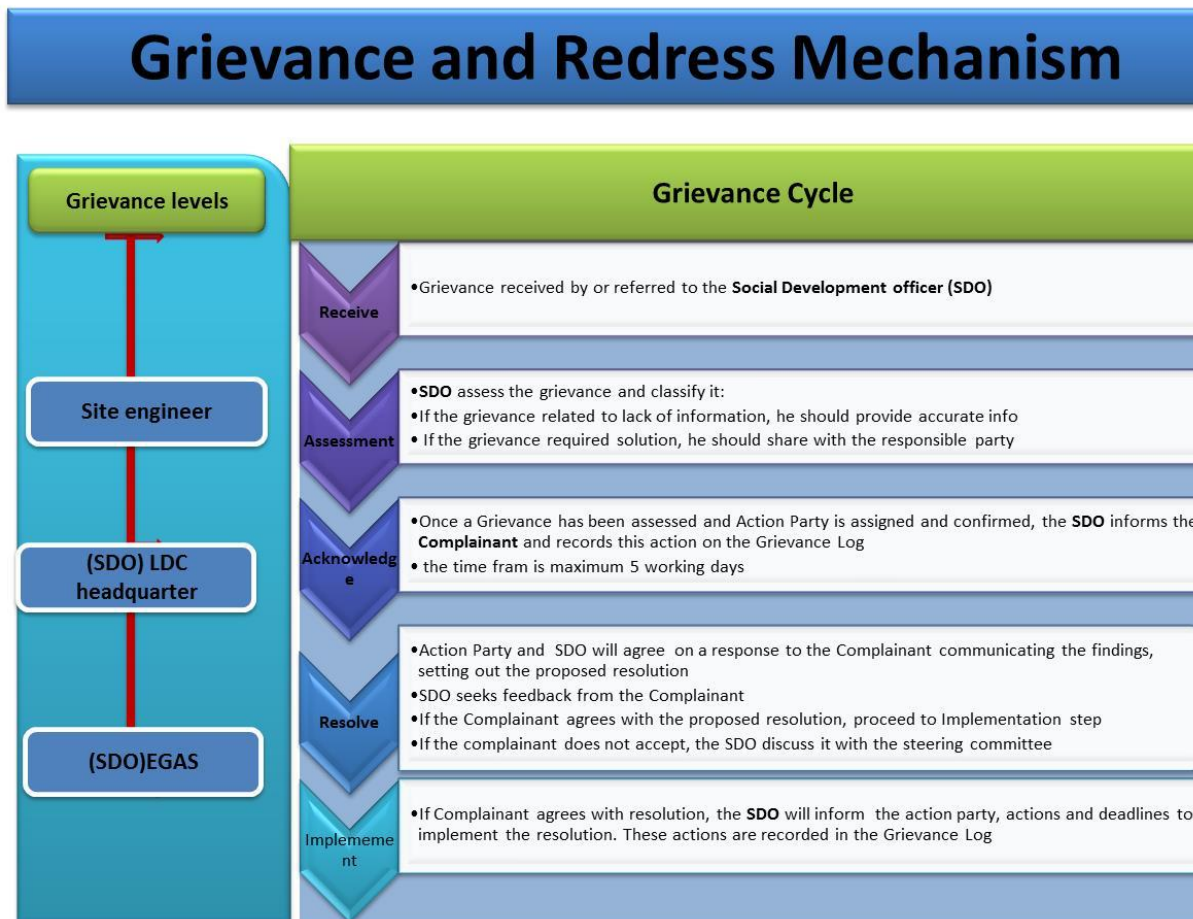 Grievance and Redress Mechanism
Grievance levels
Site engineer
(SDO) LDC
headquarter
(SDO)EGAS
Grievance Cycle
Receive
•Grievance received by or referred to the Social Development officer (SDO)
Assessment
•SDO assess the grievance and classify it:
•If the grievance related to lack of information, he should provide accurate info
• If the grievance required solution, he should share with the responsible party
Acknowledg
e
•Once a Grievance has been assessed and Action Party is assigned and confirmed, the SDO informs the
Complainant and records this action on the Grievance Log
• the time fram is maximum 5 working days
Resolve
•Action Party and SDO will agree on a response to the Complainant communicating the findings,
setting out the proposed resolution
•SDO seeks feedback from the Complainant
•If the Complainant agrees with the proposed resolution, proceed to Implementation step
•If the complainant does not accept, the SDO discuss it with the steering committee
Implememe
nt
•If Complainant agrees with resolution, the SDO will inform the action party, actions and deadlines to
implement the resolution. These actions are recorded in the Grievance Log